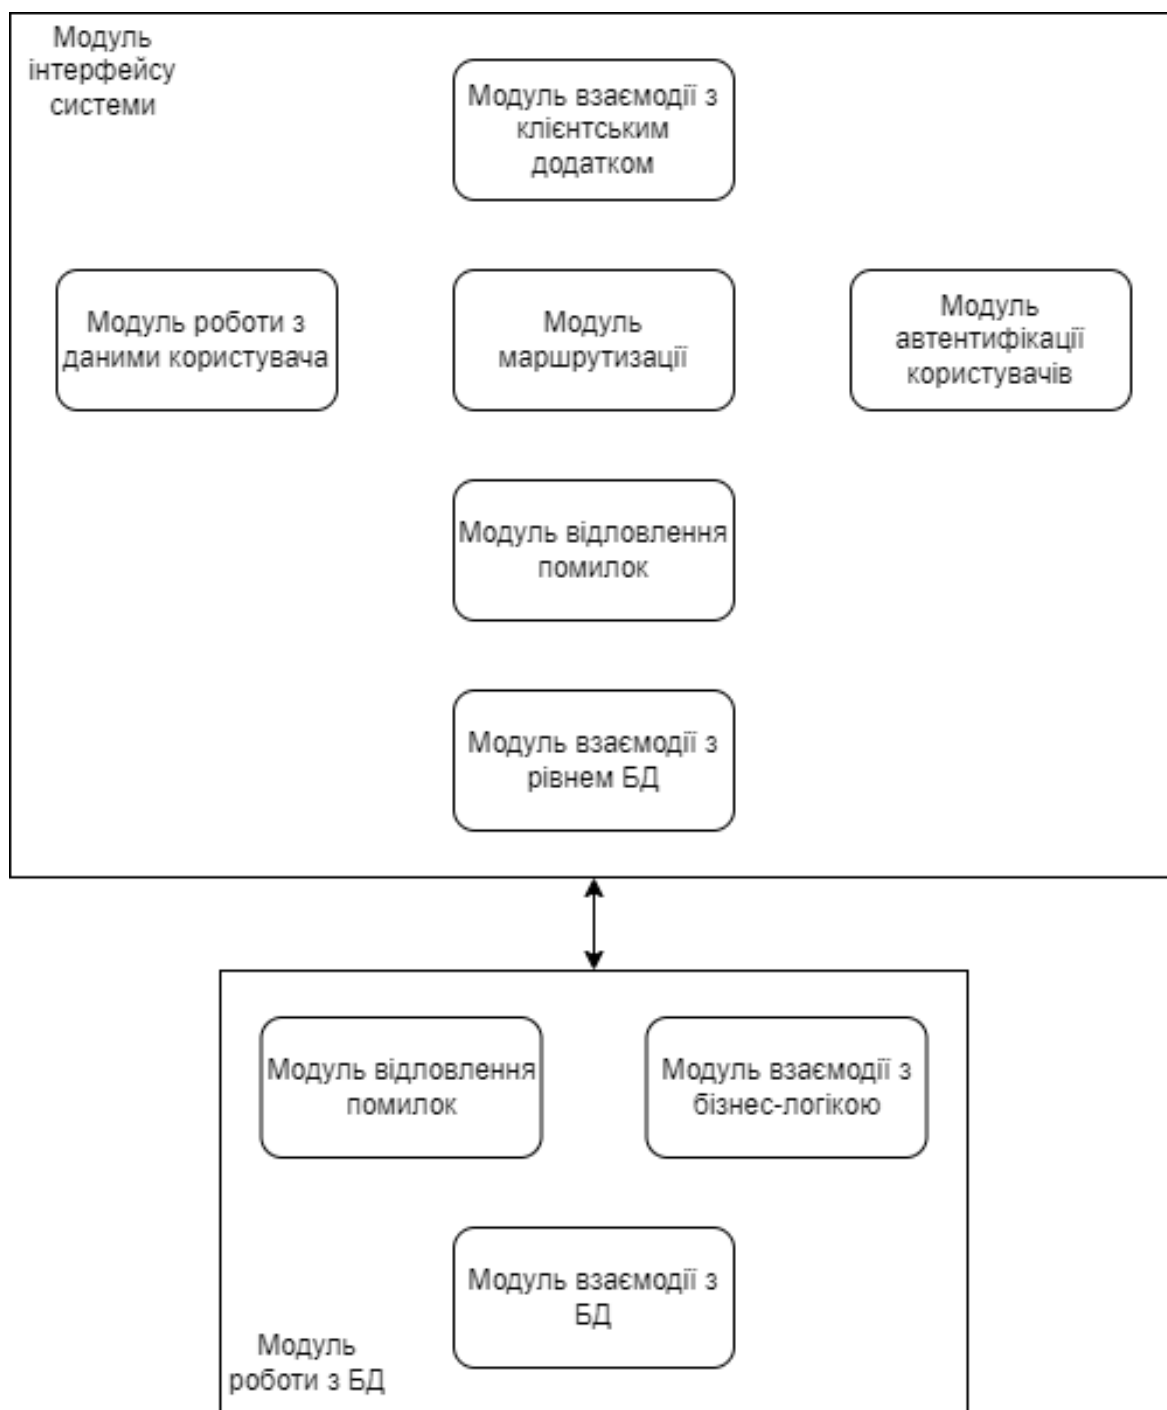 Модуль
інтерфейсу
системи
Модуль взаємодії з
клієнтським
додатком
Модуль роботи з
даними користувача
Модуль
маршрутизації
Модуль
автентифікації
користувачів
Модуль відловлення
помилок
Модуль взаємодії з
рівнем БД
Модуль відловлення
помилок
Модуль взаємодії з
бізнес-логікою
Модуль взаємодії з
БД
Модуль
роботи з БД